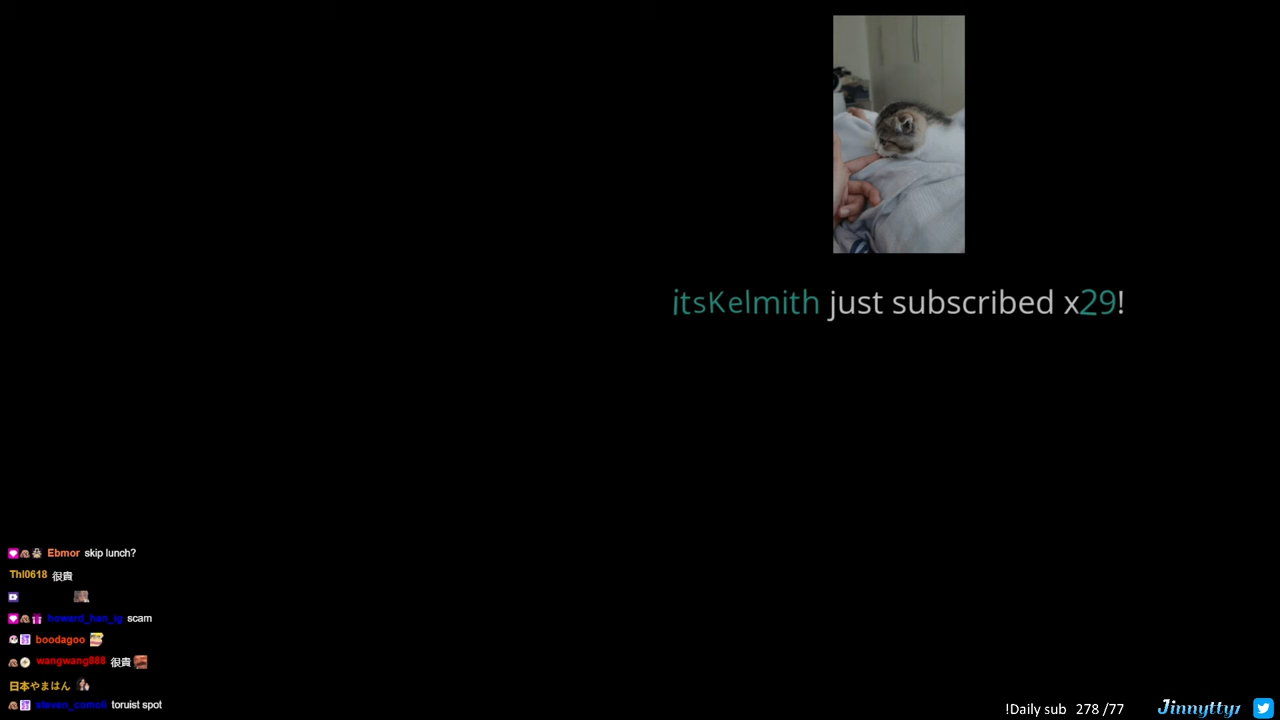 itsKelmith just subscribed x29!
Ebmor skip lunch?
Thl0618 很貴
howard_han_ig scam
boodagoo
wangwang888 很貴
日本やまはん
steven_comoli toruist spot
!Daily sub 278 /77
Jinnytty